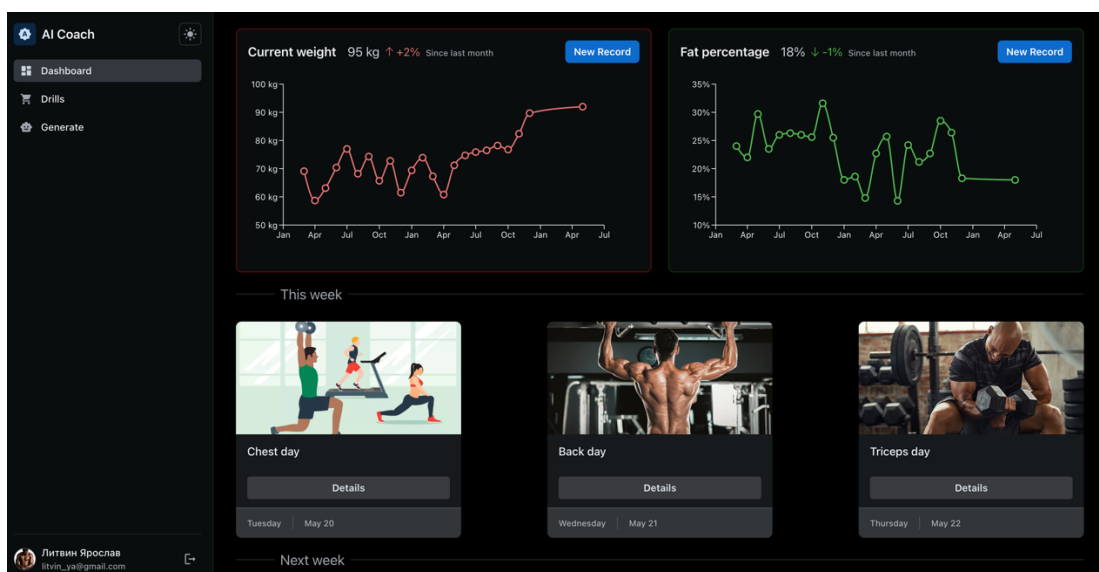 AI Coach
Dashboard
Drills
Generate
Current weight 95 kg ↑ +2% Since last month New Record
100 kg
90 kg
80 kg
70 kg
60 kg
50 kg
Jan Apr Jul Oct Jan Apr Jul Oct Jan Apr Jul
Fat percentage 18% ↓ -1% Since last month New Record
35%
30%
25%
20%
15%
10%
Jan Apr Jul Oct Jan Apr Jul Oct Jan Apr Jul
This week
Chest day
Details
Tuesday May 20
Back day
Details
Wednesday May 21
Triceps day
Details
Thursday May 22
Next week
Литвин Ярослав
litvin_ya@gmail.com